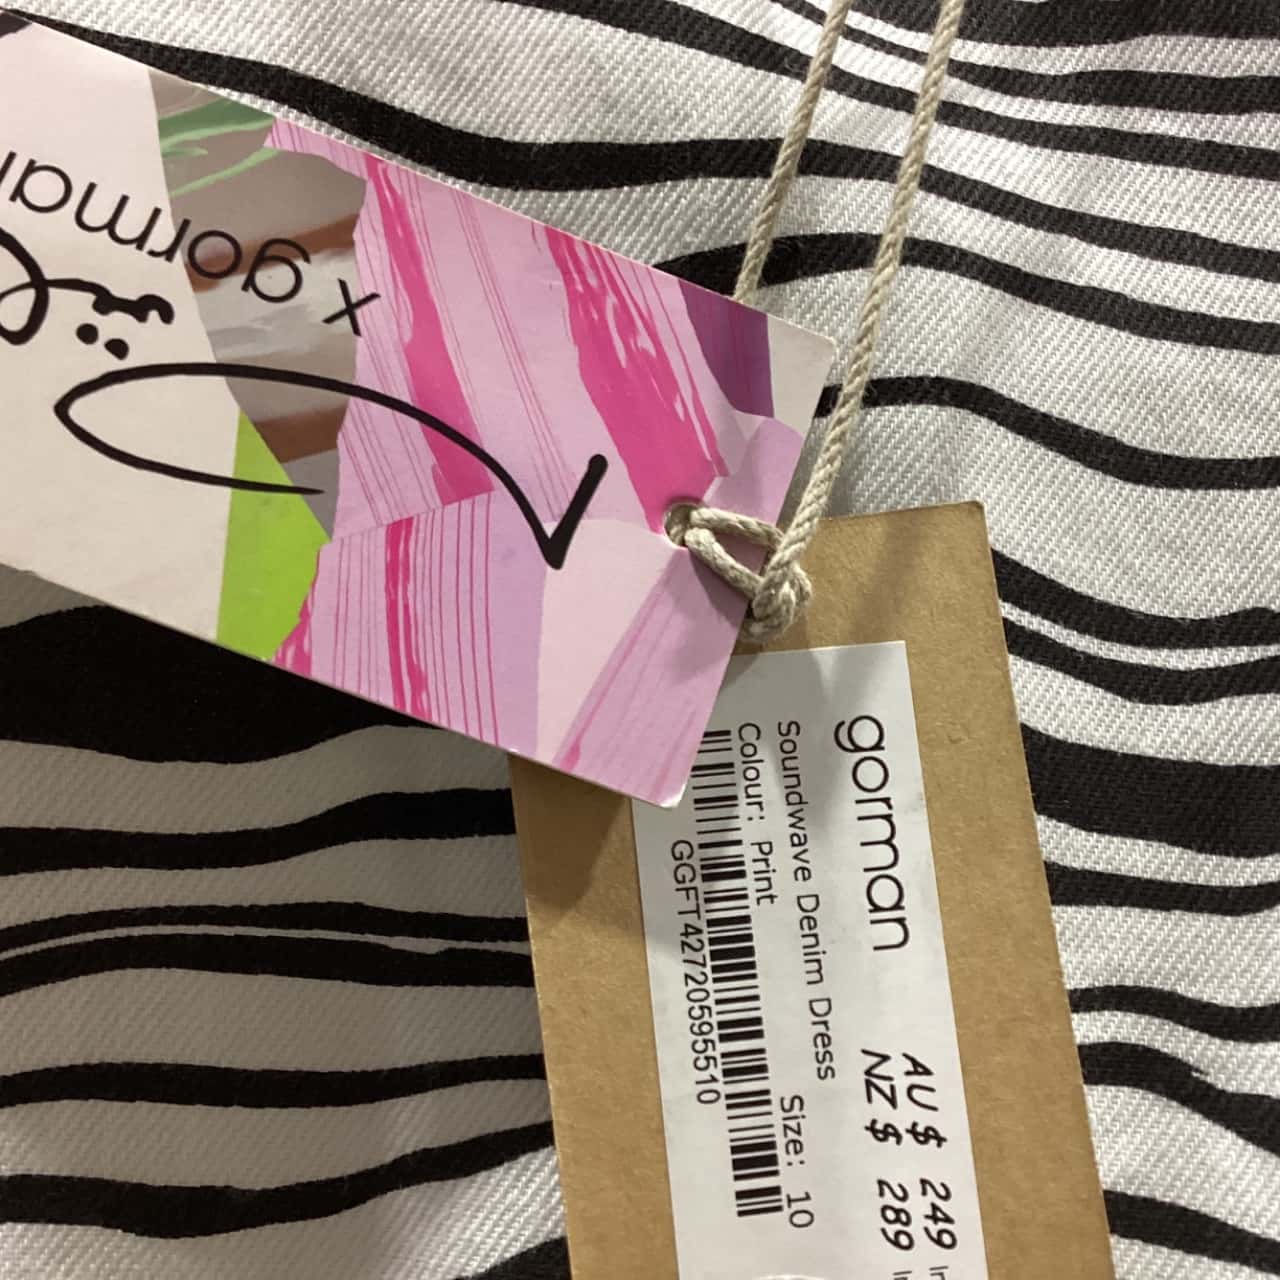 x gorman
gorman
AU $ 249
NZ $ 289
Soundwave Denim Dress
Size: 10
Colour: Print
GGFT42720595510